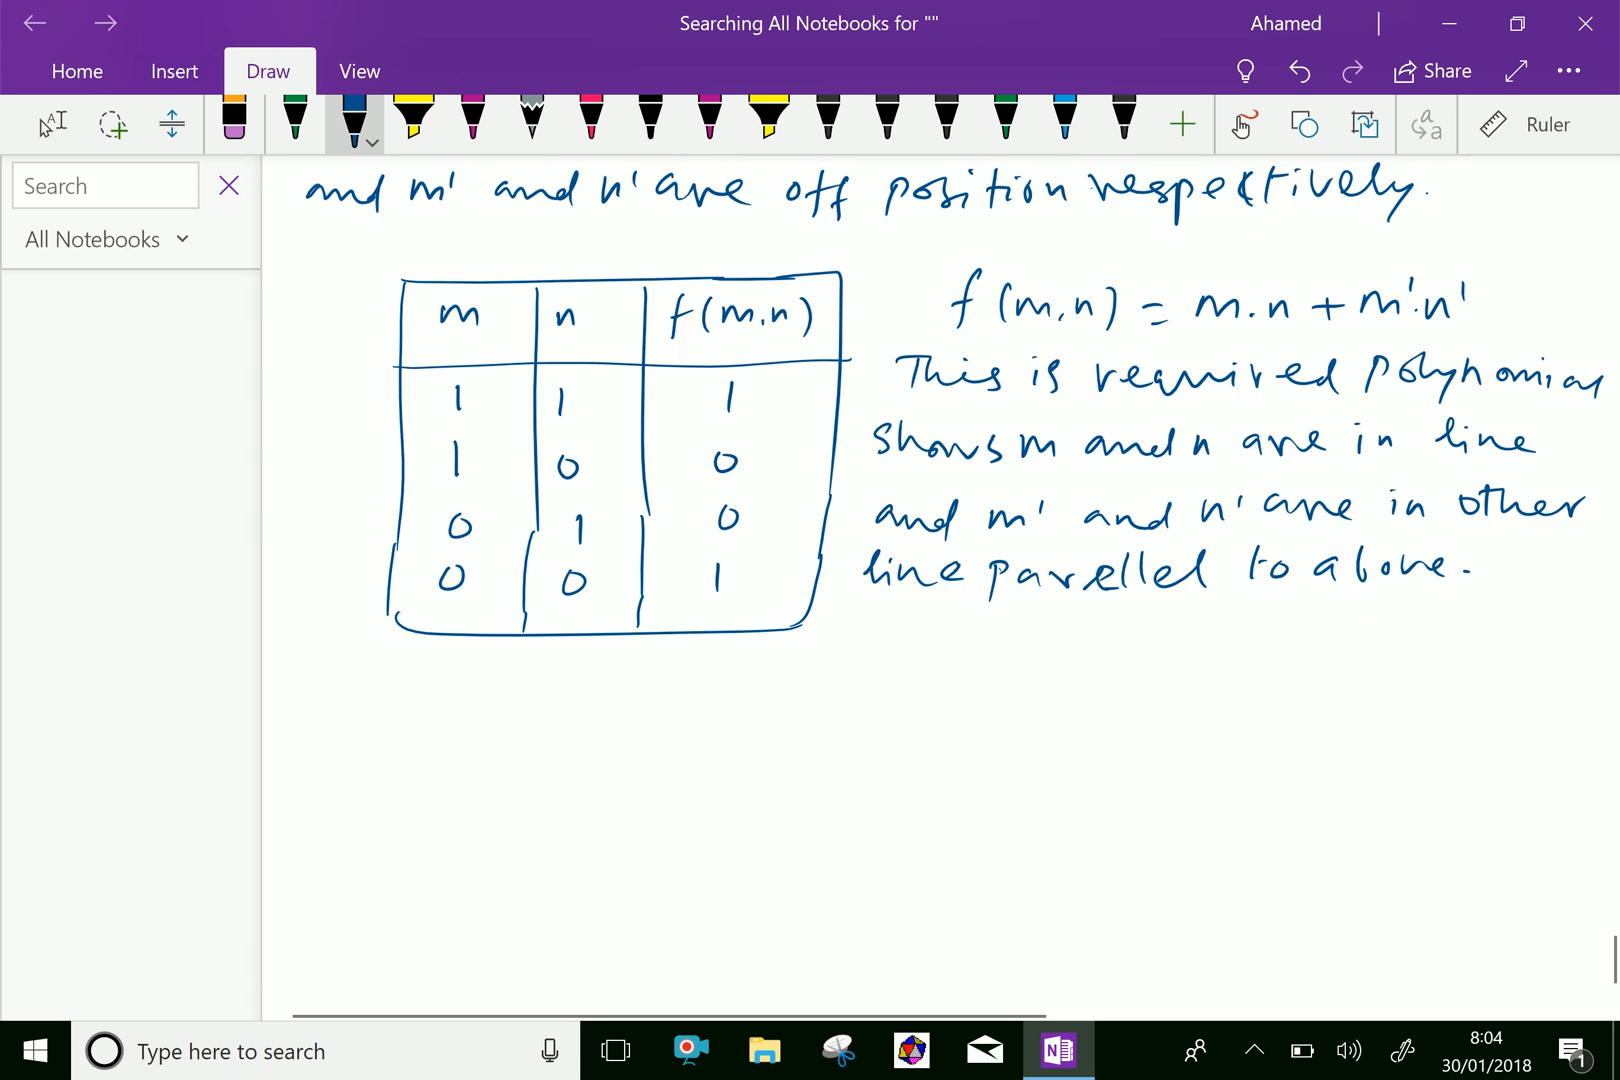 Searching All Notebooks for ""
Ahamed
Home Insert Draw View
Share
Ruler
Search
All Notebooks
and m' and n' are off position respectively.
m n f(m,n)
1 1 1
1 0 0
0 1 0
0 0 1
f(m,n) = m.n + m'.n'
This is required polynomial
shows m and n are in line
and m' and n' are in other
line parellel to above.
Type here to search
8:04
30/01/2018
1